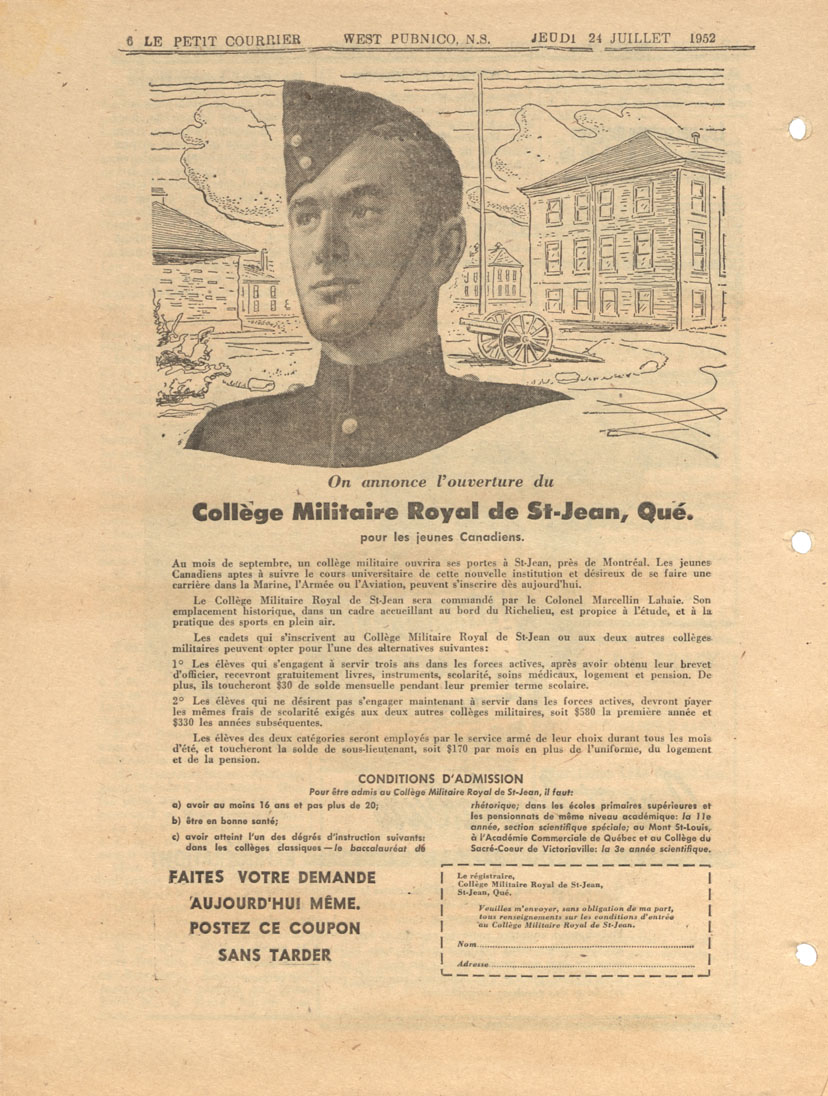 6 LE PETIT COURRIER WEST PUBNICO, N.S. JEUDI 24 JUILLET 1952
On annonce l'ouverture du
Collège Militaire Royal de St-Jean, Qué.
pour les jeunes Canadiens.
Au mois de septembre, un collège militaire ouvrira ses portes à St-Jean, près de Montréal. Les jeunes
Canadiens aptes à suivre le cours universitaire de cette nouvelle institution et désireux de se faire une
carrière dans la Marine, l'Armée ou l'Aviation, peuvent s'inscrire dès aujourd'hui.
Le Collège Militaire Royal de St-Jean sera commandé par le Colonel Marcellin Lahaie. Son
emplacement historique, dans un cadre accueillant au bord du Richelieu, est propice à l'étude, et à la
pratique des sports en plein air.
Les cadets qui s'inscrivent au Collège Militaire Royal de St-Jean ou aux deux autres collèges
militaires peuvent opter pour l'une des alternatives suivantes:
1° Les élèves qui s'engagent à servir trois ans dans les forces actives, après avoir obtenu leur brevet
d'officier, recevront gratuitement livres, instruments, scolarité, soins médicaux, logement et pension. De
plus, ils toucheront $30 de solde mensuelle pendant leur premier terme scolaire.
2° Les élèves qui ne désirent pas s'engager maintenant à servir dans les forces actives, devront payer
les mêmes frais de scolarité exigés aux deux autres collèges militaires, soit $580 la première année et
$330 les années subséquentes.
Les élèves des deux catégories seront employés par le service armé de leur choix durant tous les mois
d'été, et toucheront la solde de sous-lieutenant, soit $170 par mois en plus de l'uniforme, du logement
et de la pension.
CONDITIONS D'ADMISSION
Pour être admis au Collège Militaire Royal de St-Jean, il faut:
a) avoir au moins 16 ans et pas plus de 20;
b) être en bonne santé;
c) avoir atteint l'un des dégrés d'instruction suivants:
dans les collèges classiques — le baccalauréat de
rhétorique; dans les écoles primaires supérieures et
les pensionnats de même niveau académique: la 11e
année, section scientifique spéciale; au Mont St-Louis,
à l'Académie Commerciale de Québec et au Collège du
Sacré-Coeur de Victoriaville: la 3e année scientifique.
FAITES VOTRE DEMANDE
AUJOURD'HUI MÊME.
POSTEZ CE COUPON
SANS TARDER
Le régistraire,
Collège Militaire Royal de St-Jean,
St-Jean, Qué.
Veuillez m'envoyer, sans obligation de ma part,
tous renseignements sur les conditions d'entrée
au Collège Militaire Royal de St-Jean.
Nom
Adresse